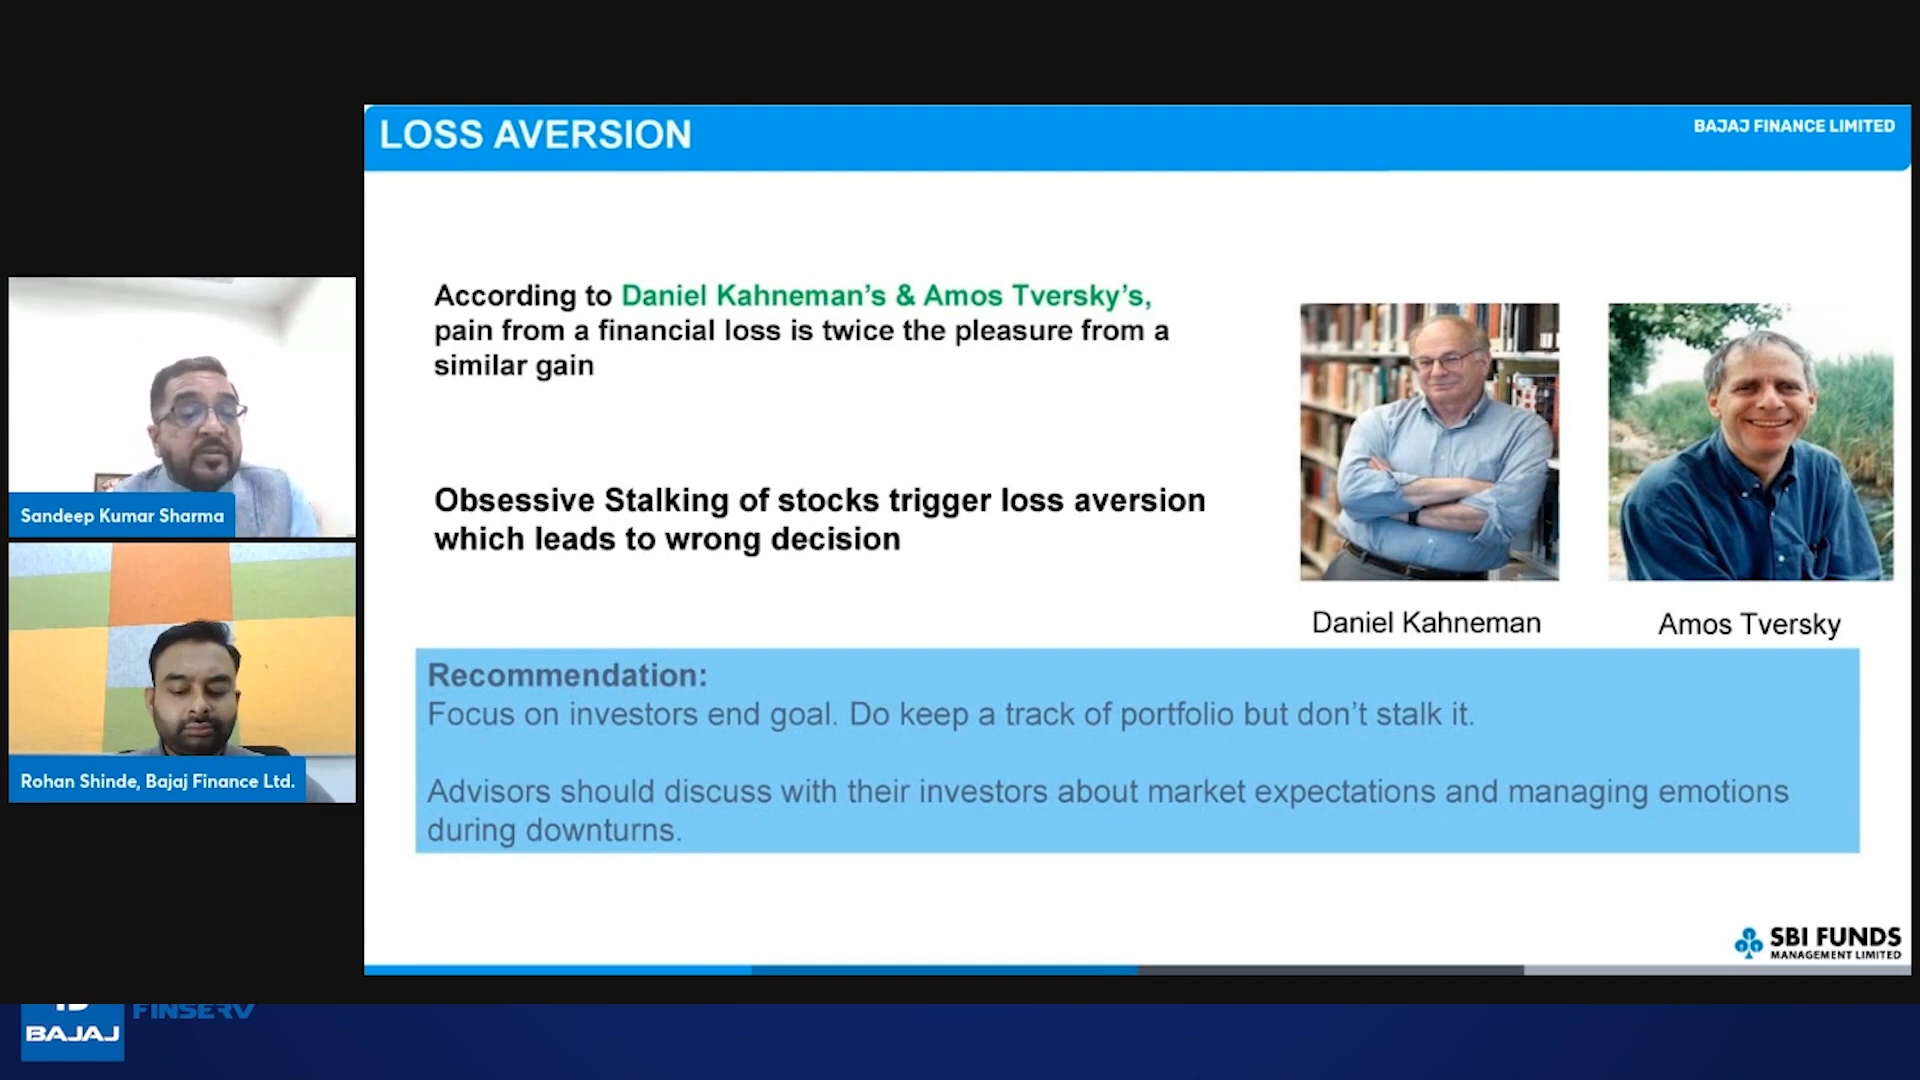 LOSS AVERSION
BAJAJ FINANCE LIMITED
According to Daniel Kahneman’s & Amos Tversky’s,
pain from a financial loss is twice the pleasure from a
similar gain
Obsessive Stalking of stocks trigger loss aversion
which leads to wrong decision
Daniel Kahneman
Amos Tversky
Recommendation:
Focus on investors end goal. Do keep a track of portfolio but don’t stalk it.
Advisors should discuss with their investors about market expectations and managing emotions
during downturns.
SBI FUNDS
MANAGEMENT LIMITED
Sandeep Kumar Sharma
Rohan Shinde, Bajaj Finance Ltd.
FINSERV
BAJAJ